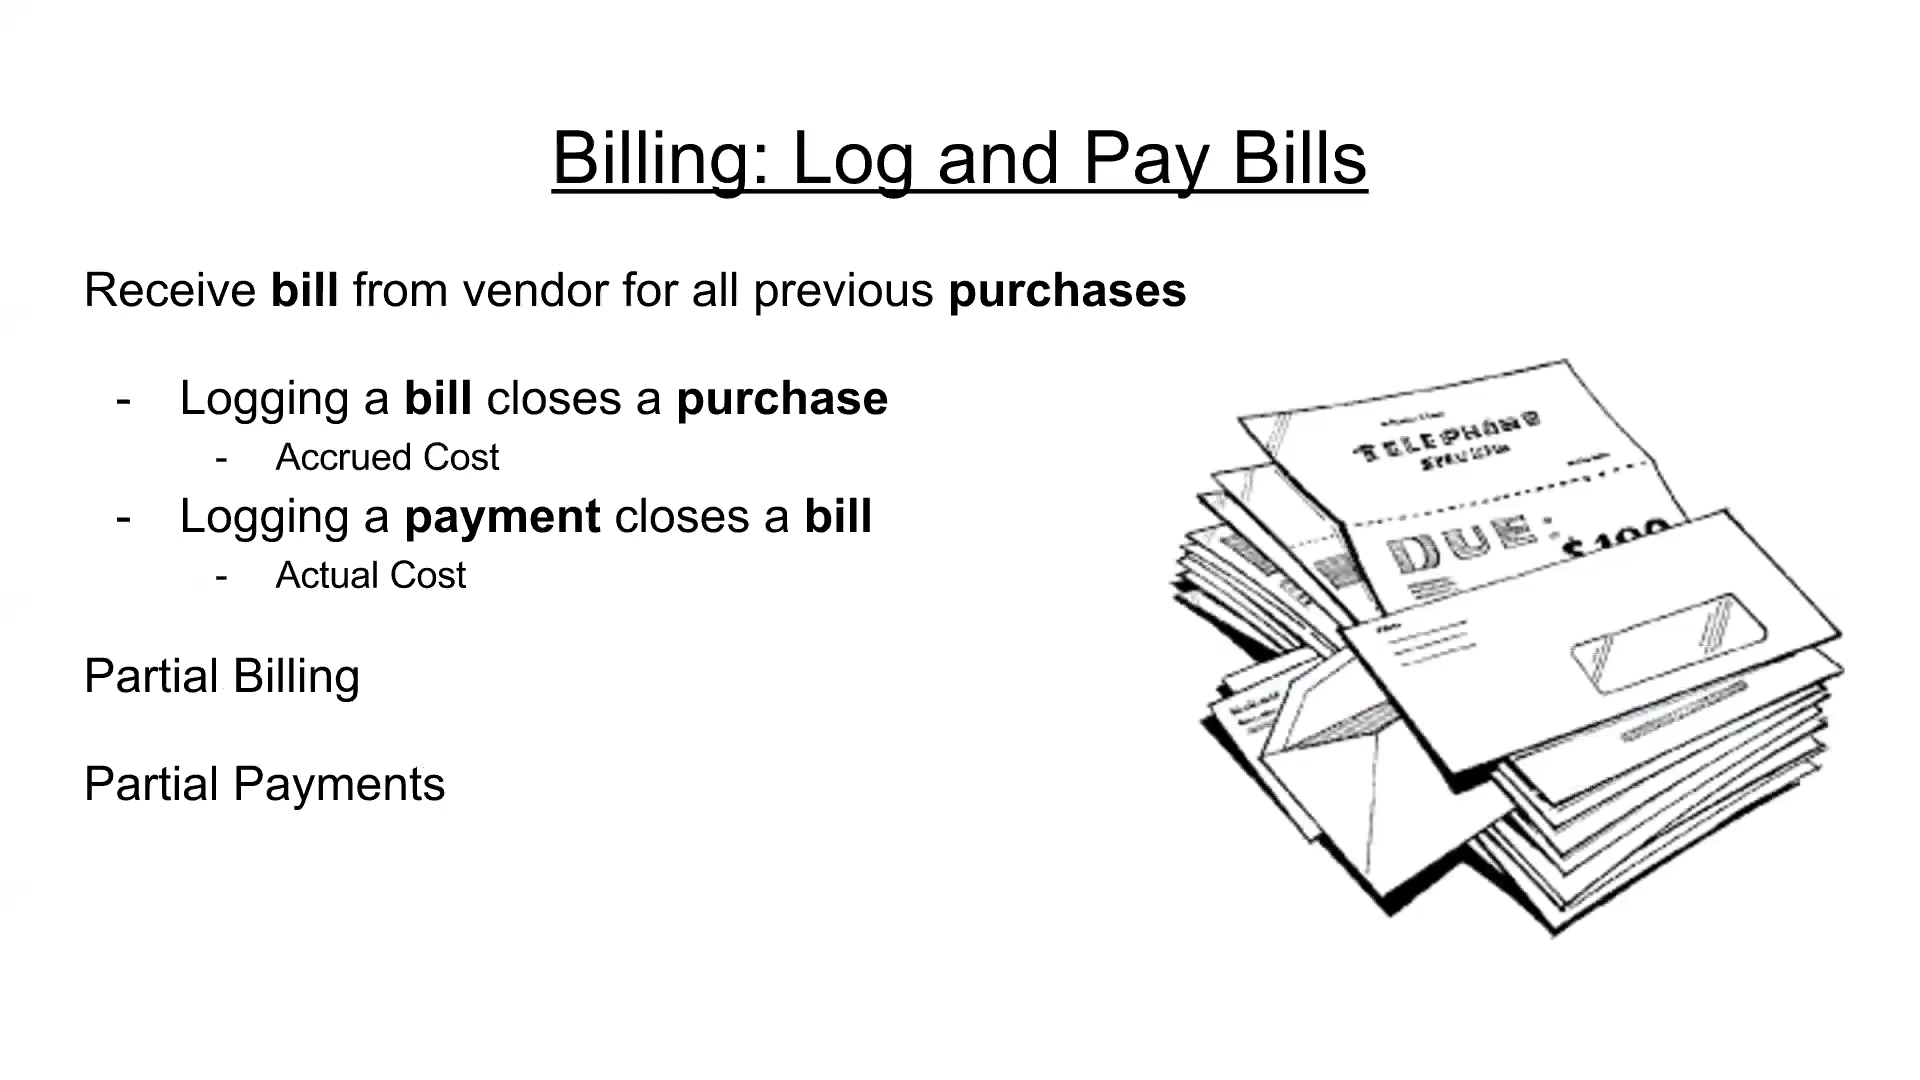 Billing: Log and Pay Bills
Receive bill from vendor for all previous purchases
- Logging a bill closes a purchase
- Accrued Cost
- Logging a payment closes a bill
- Actual Cost
Partial Billing
Partial Payments
TELEPHONE
DUE: